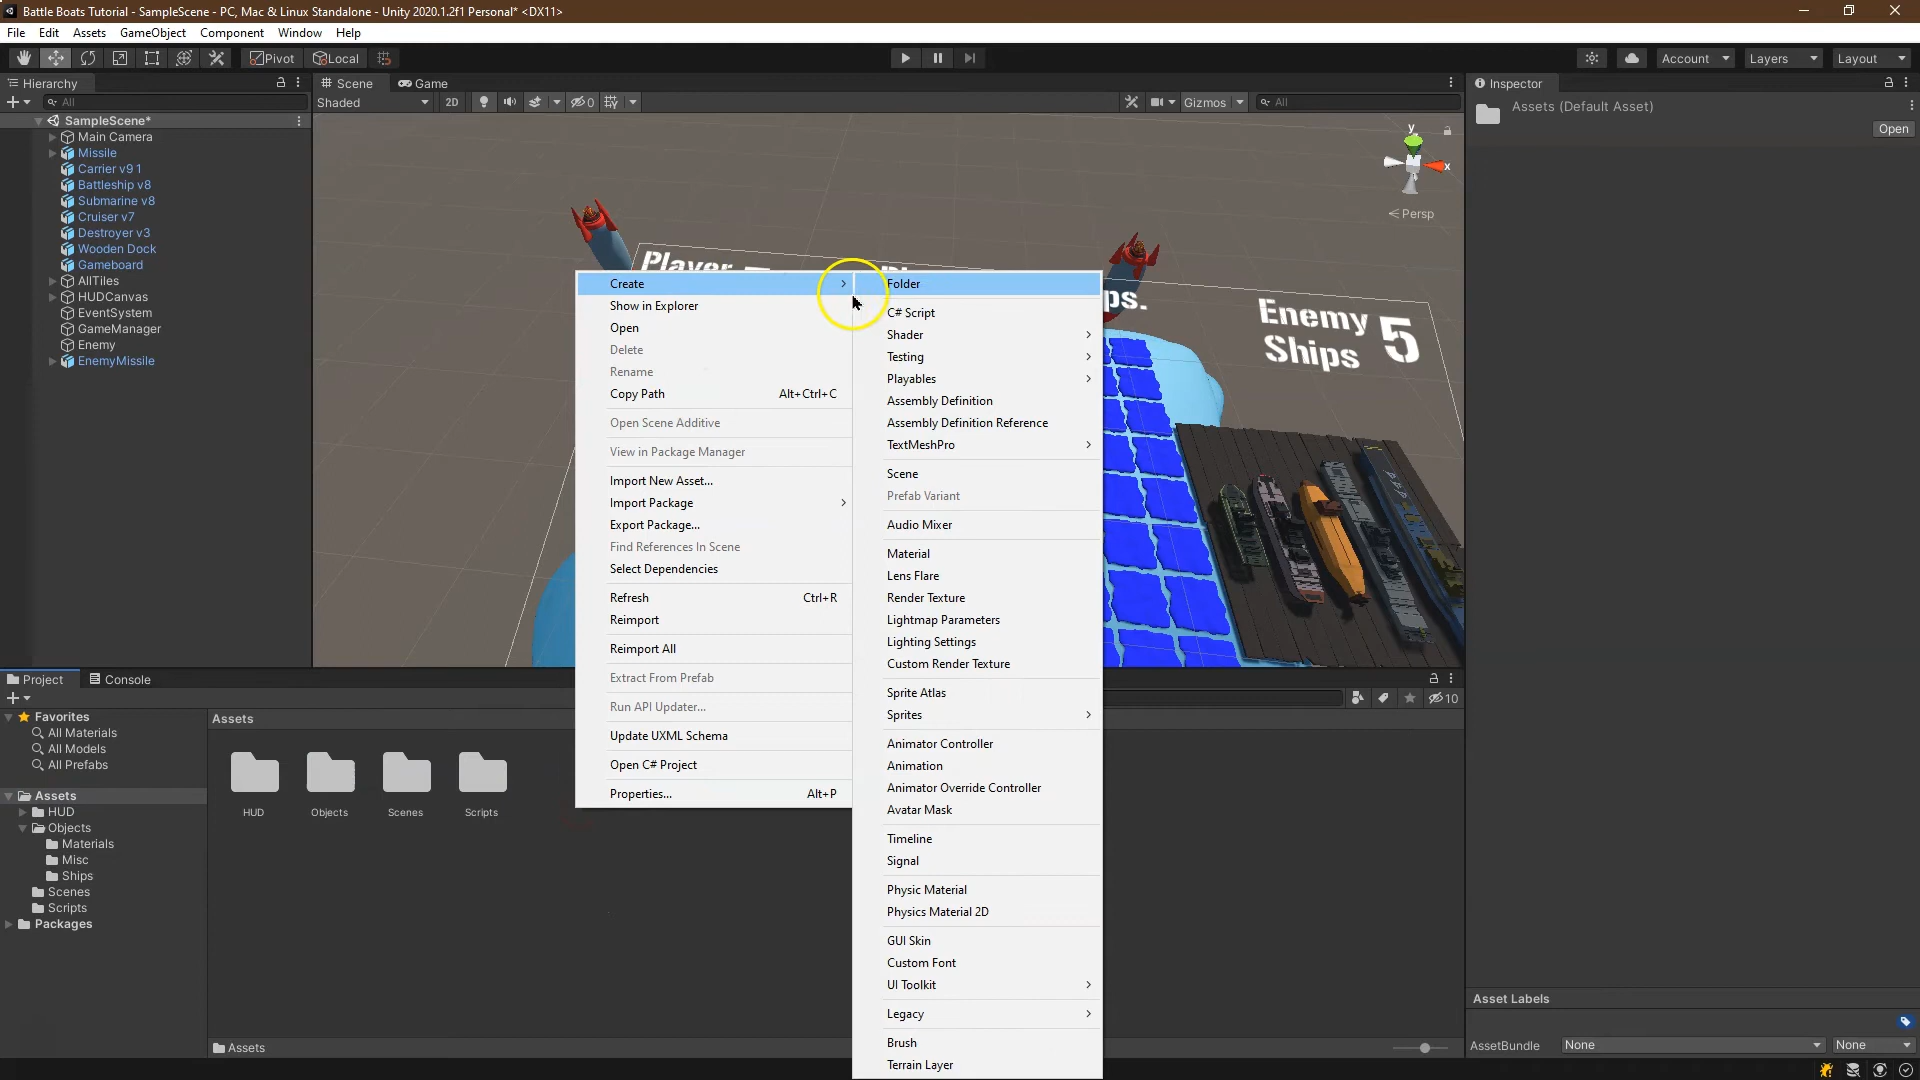 Battle Boats Tutorial - SampleScene - PC, Mac & Linux Standalone - Unity 2020.1.2f1 Personal* <DX11>
File Edit Assets GameObject Component Window Help
Pivot Local Account Layers Layout
Hierarchy
All
SampleScene*
Main Camera
Missile
Carrier v9 1
Battleship v8
Submarine v8
Cruiser v7
Destroyer v3
Wooden Dock
Gameboard
AllTiles
HUDCanvas
EventSystem
GameManager
Enemy
EnemyMissile
Scene Game
Shaded 2D 0 Gizmos All
y
x
Persp
Player
ps.
Enemy
Ships 5
Create
Show in Explorer
Open
Delete
Rename
Copy Path Alt+Ctrl+C
Open Scene Additive
View in Package Manager
Import New Asset...
Import Package
Export Package...
Find References In Scene
Select Dependencies
Refresh Ctrl+R
Reimport
Reimport All
Extract From Prefab
Run API Updater...
Update UXML Schema
Open C# Project
Properties... Alt+P
Folder
C# Script
Shader
Testing
Playables
Assembly Definition
Assembly Definition Reference
TextMeshPro
Scene
Prefab Variant
Audio Mixer
Material
Lens Flare
Render Texture
Lightmap Parameters
Lighting Settings
Custom Render Texture
Sprite Atlas
Sprites
Animator Controller
Animation
Animator Override Controller
Avatar Mask
Timeline
Signal
Physic Material
Physics Material 2D
GUI Skin
Custom Font
UI Toolkit
Legacy
Brush
Terrain Layer
Inspector
Assets (Default Asset)
Open
Project Console
10
Favorites
All Materials
All Models
All Prefabs
Assets
HUD
Objects
Materials
Misc
Ships
Scenes
Scripts
Packages
Assets
HUD Objects Scenes Scripts
Assets
Asset Labels
AssetBundle None None